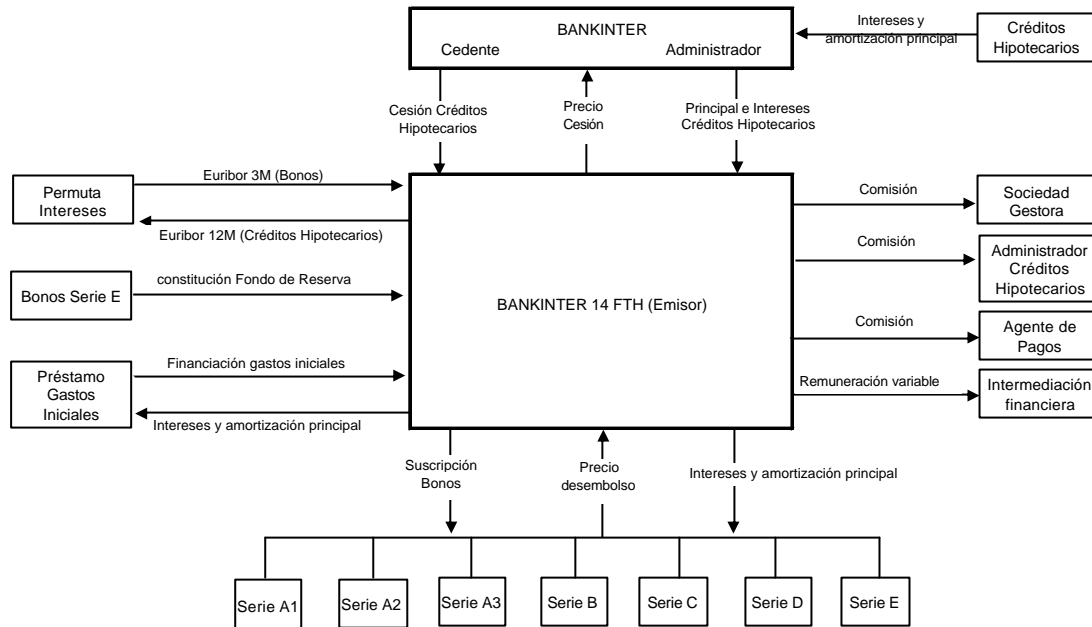 BANKINTER
Cedente
Administrador
Intereses y
amortización principal
Créditos
Hipotecarios
Cesión Créditos
Hipotecarios
Precio
Cesión
Principal e Intereses
Créditos Hipotecarios
Permuta
Intereses
Euribor 3M (Bonos)
Euribor 12M (Créditos Hipotecarios)
Bonos Serie E
constitución Fondo de Reserva
Préstamo
Gastos
Iniciales
Financiación gastos iniciales
Intereses y amortización principal
BANKINTER 14 FTH (Emisor)
Comisión
Sociedad
Gestora
Comisión
Administrador
Créditos
Hipotecarios
Comisión
Agente de
Pagos
Remuneración variable
Intermediación
financiera
Suscripción
Bonos
Precio
desembolso
Intereses y amortización principal
Serie A1
Serie A2
Serie A3
Serie B
Serie C
Serie D
Serie E